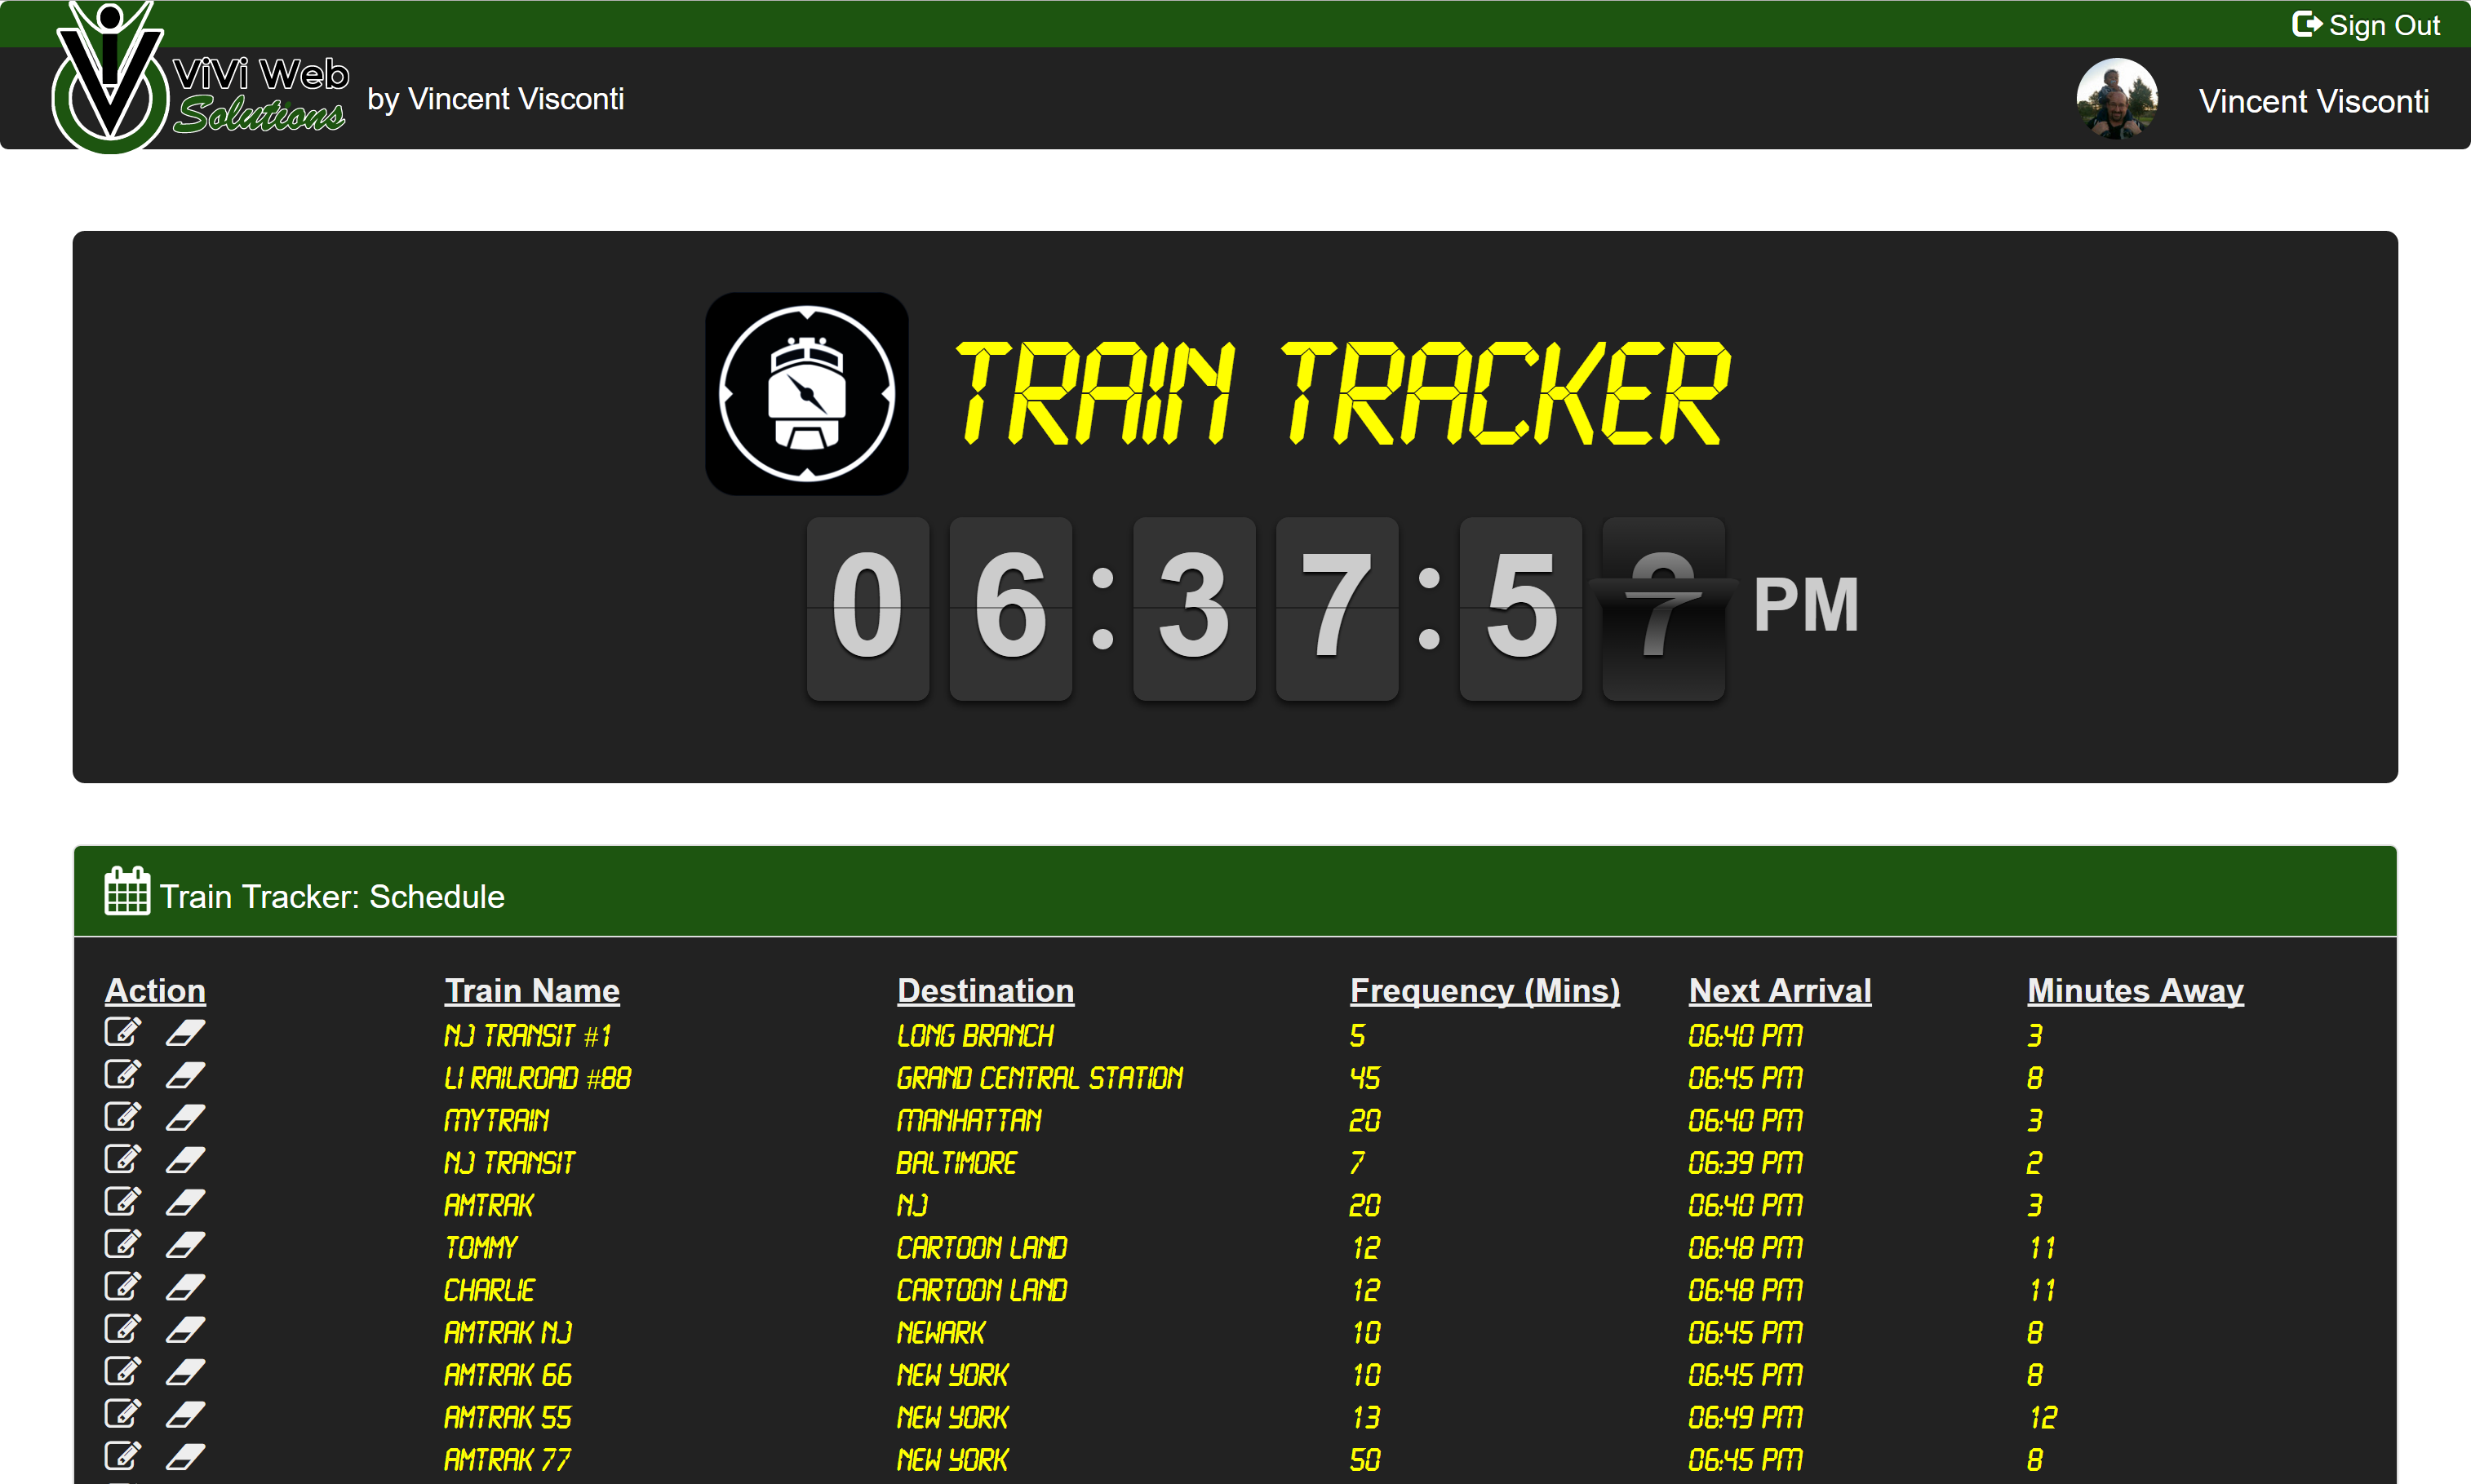 Sign Out
ViVi Web
Solutions
by Vincent Visconti
Vincent Visconti
TRAIN TRACKER
06:37:5 PM
Train Tracker: Schedule
Action Train Name Destination Frequency (Mins) Next Arrival Minutes Away
NJ TRANSIT #1 LONG BRANCH 5 06:40 PM 3
LI RAILROAD #88 GRAND CENTRAL STATION 45 06:45 PM 8
MYTRAIN MANHATTAN 20 06:40 PM 3
NJ TRANSIT BALTIMORE 7 06:39 PM 2
AMTRAK NJ 20 06:40 PM 3
TOMMY CARTOON LAND 12 06:48 PM 11
CHARLIE CARTOON LAND 12 06:48 PM 11
AMTRAK NJ NEWARK 10 06:45 PM 8
AMTRAK 66 NEW YORK 10 06:45 PM 8
AMTRAK 55 NEW YORK 13 06:49 PM 12
AMTRAK 77 NEW YORK 50 06:45 PM 8